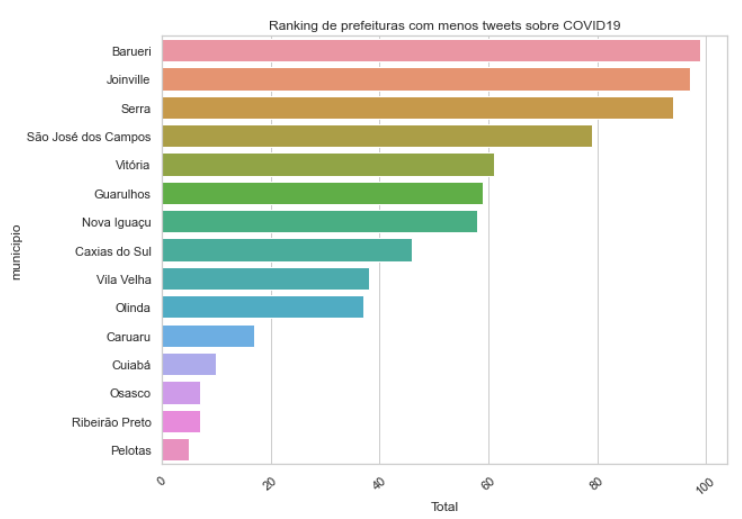 Ranking de prefeituras com menos tweets sobre COVID19
municipio
Barueri
Joinville
Serra
São José dos Campos
Vitória
Guarulhos
Nova Iguaçu
Caxias do Sul
Vila Velha
Olinda
Caruaru
Cuiabá
Osasco
Ribeirão Preto
Pelotas
0 20 40 60 80 100
Total